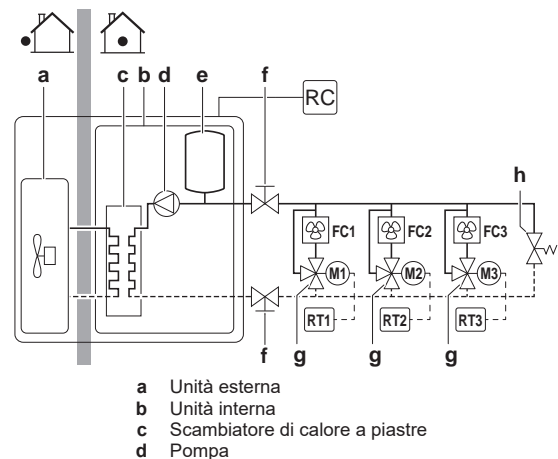 a c b d e f RC
h
FC1 FC2 FC3
M1 M2 M3
RT1 RT2 RT3
f g g g
a Unità esterna
b Unità interna
c Scambiatore di calore a piastre
d Pompa